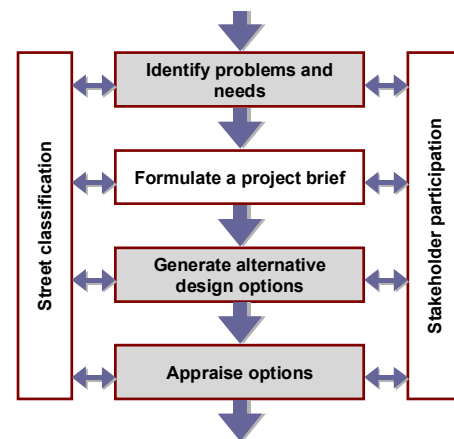 Identify problems and
needs
Street classification
Stakeholder participation
Formulate a project brief
Generate alternative
design options
Appraise options